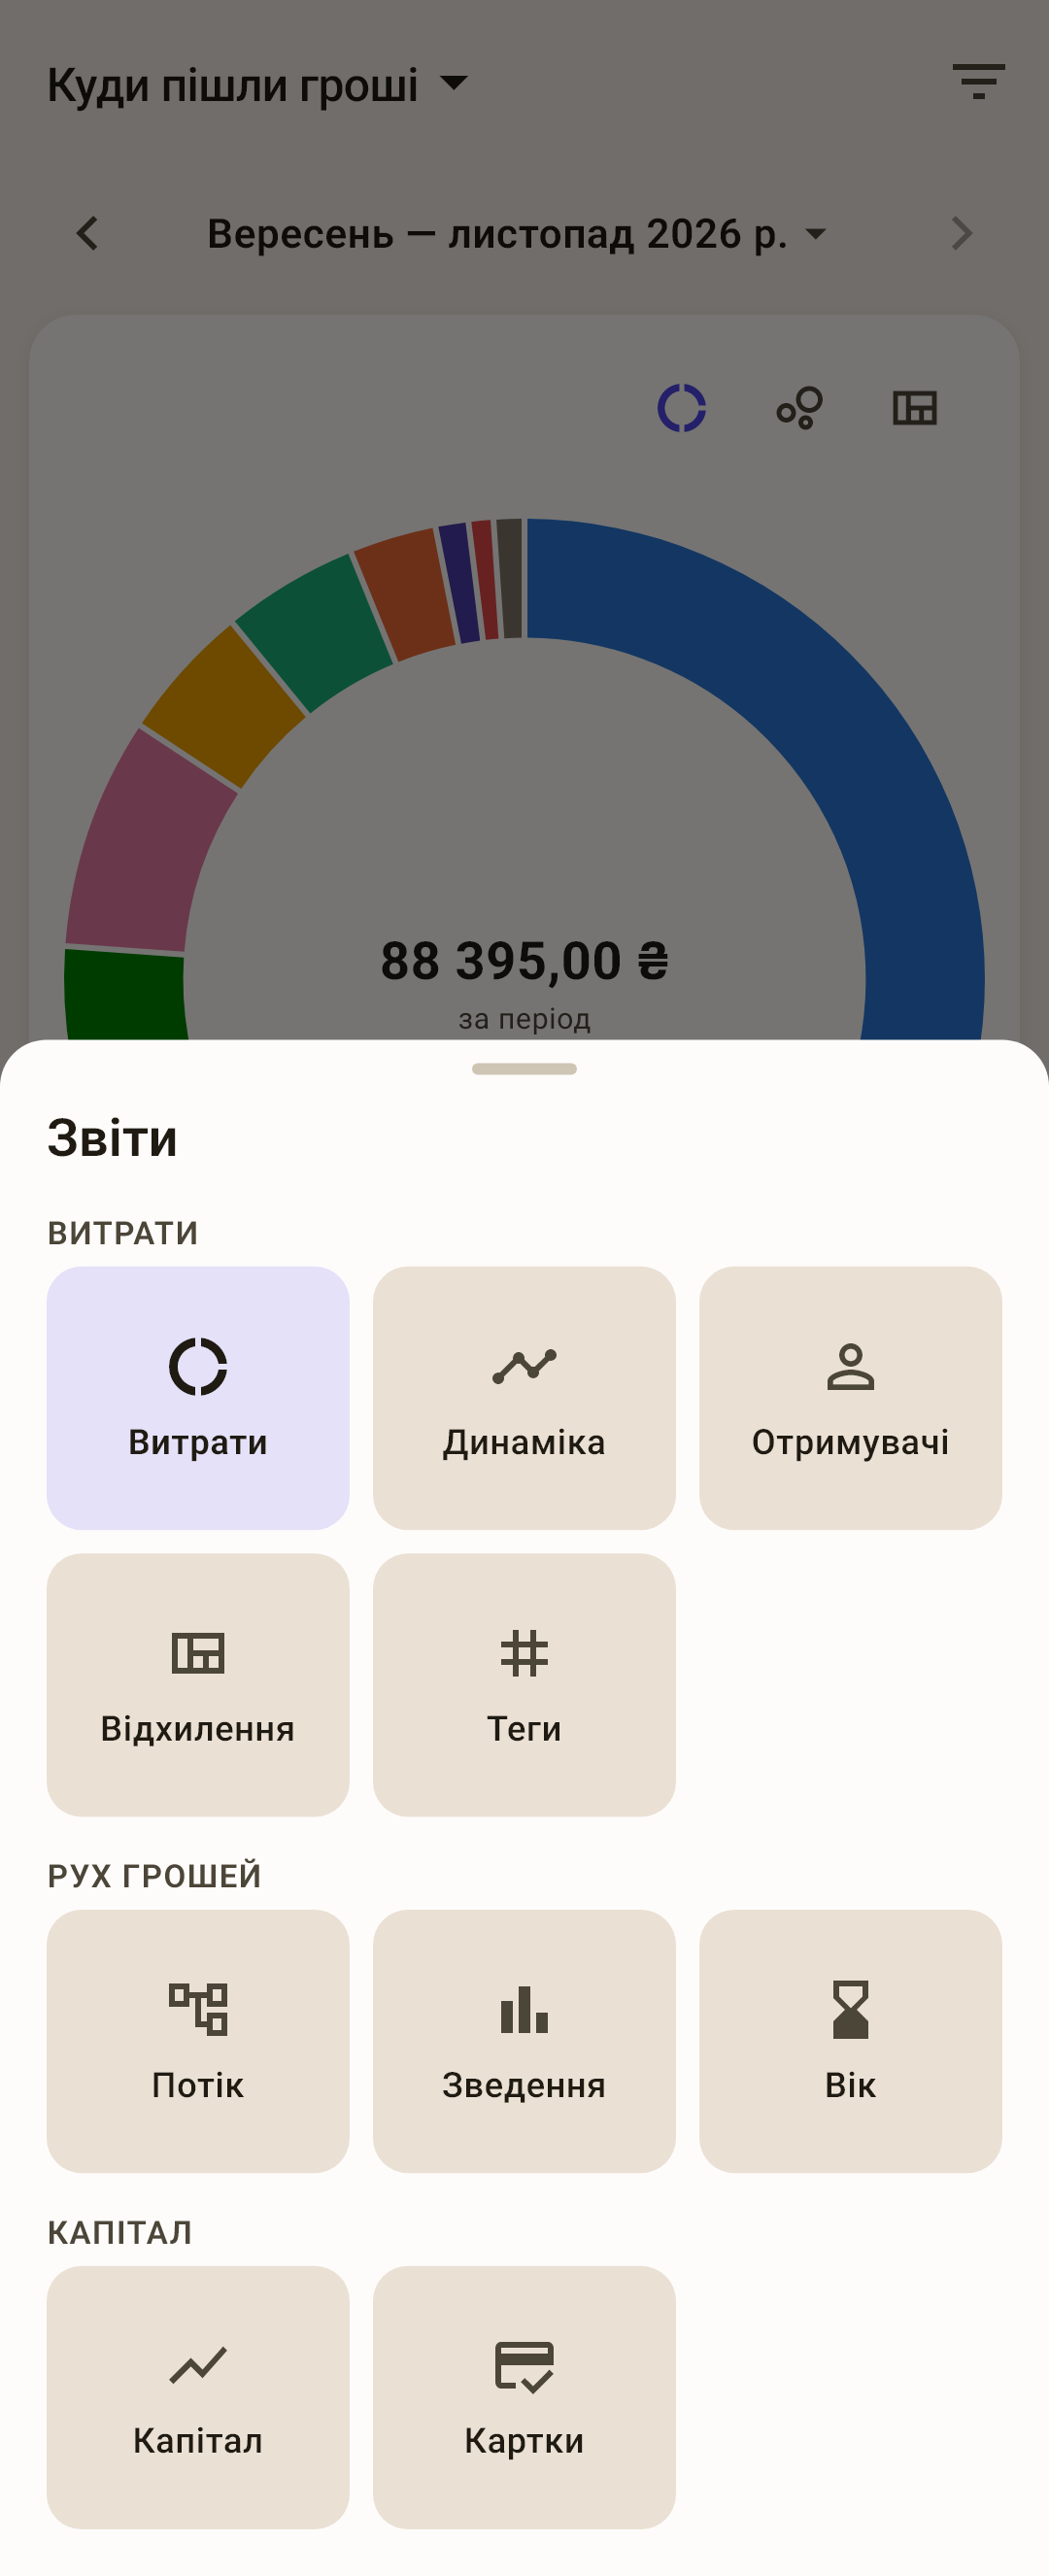 Куди пішли гроші
Вересень — листопад 2026 р.
88 395,00 ₴
за період
Звіти
ВИТРАТИ
Витрати
Динаміка
Отримувачі
Відхилення
Теги
РУХ ГРОШЕЙ
Потік
Зведення
Вік
КАПІТАЛ
Капітал
Картки